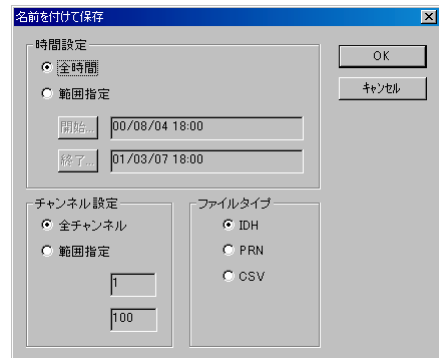 名前を付けて保存
時間設定
全時間
範囲指定
開始... 00/08/04 18:00
終了... 01/03/07 18:00
OK
キャンセル
チャンネル設定
全チャンネル
範囲指定
1
100
ファイルタイプ
IDH
PRN
CSV